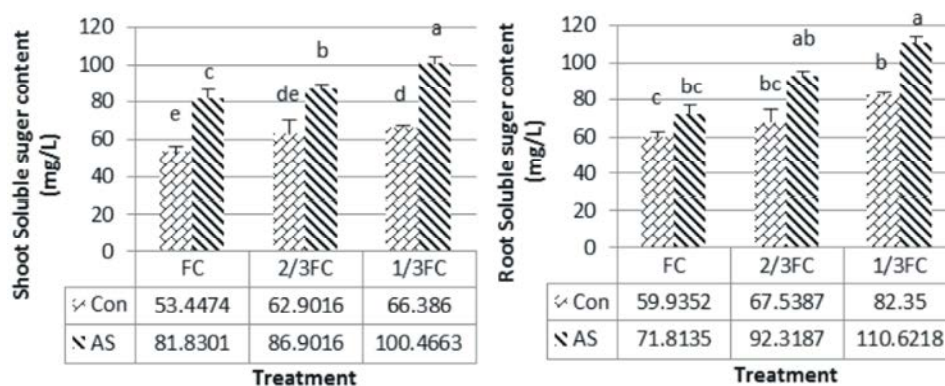 Shoot Soluble suger content
(mg/L)
120
100
80
60
40
20
0
e
c
de
b
d
a
FC
2/3FC
1/3FC
Con
53.4474
62.9016
66.386
AS
81.8301
86.9016
100.4663
Treatment
Root Soluble suger content
(mg/L)
120
100
80
60
40
20
0
c
bc
bc
ab
b
a
FC
2/3FC
1/3FC
59.9352
67.5387
82.35
71.8135
92.3187
110.6218
Treatment